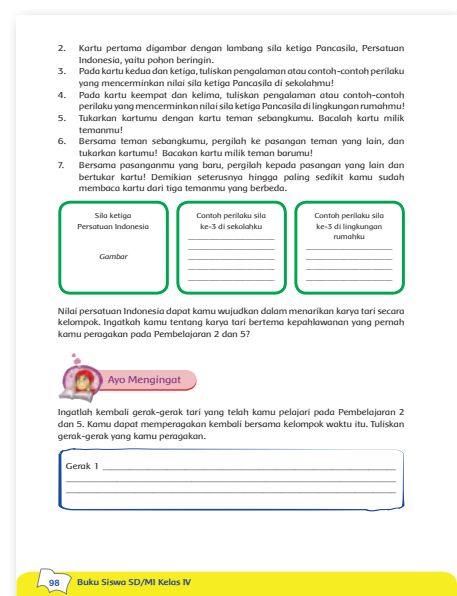 2. Kartu pertama digambar dengan lambang sila ketiga Pancasila, Persatuan
Indonesia, yaitu pohon beringin.
3. Pada kartu kedua dan ketiga, tuliskan pengalaman atau contoh-contoh perilaku
yang mencerminkan nilai sila ketiga Pancasila di sekolahmu!
4. Pada kartu keempat dan kelima, tuliskan pengalaman atau contoh-contoh
perilaku yang mencerminkan nilai sila ketiga Pancasila di lingkungan rumahmu!
5. Tukarkan kartumu dengan kartu teman sebangkumu. Bacalah kartu milik
temanmu!
6. Bersama teman sebangkumu, pergilah ke pasangan teman yang lain, dan
tukarkan kartumu! Bacakan kartu milik teman barumu!
7. Bersama pasanganmu yang baru, pergilah kepada pasangan yang lain dan
bertukar kartu! Demikian seterusnya hingga paling sedikit kamu sudah
membaca kartu dari tiga temanmu yang berbeda.
Sila ketiga
Persatuan Indonesia
Gambar
Contoh perilaku sila
ke-3 di sekolahku
Contoh perilaku sila
ke-3 di lingkungan
rumahku
Nilai persatuan Indonesia dapat kamu wujudkan dalam menarikan karya tari secara
kelompok. Ingatkah kamu tentang karya tari bertema kepahlawanan yang pernah
kamu peragakan pada Pembelajaran 2 dan 5?
Ayo Mengingat
Ingatlah kembali gerak-gerak tari yang telah kamu pelajari pada Pembelajaran 2
dan 5. Kamu dapat memperagakan kembali bersama kelompok waktu itu. Tuliskan
gerak-gerak yang kamu peragakan.
Gerak 1
98 Buku Siswa SD/MI Kelas IV